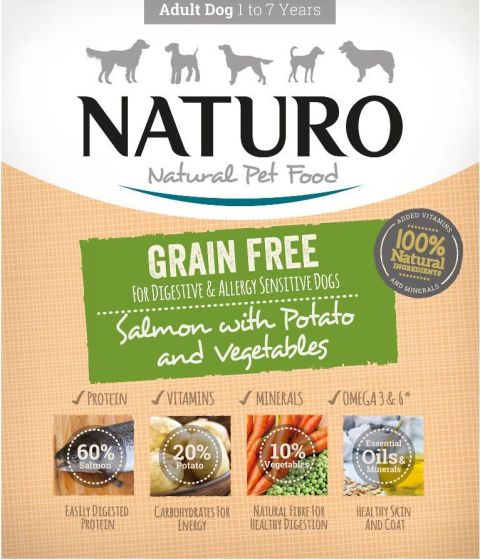 Adult Dog 1 to 7 Years
NATURO
Natural Pet Food
GRAIN FREE
FOR DIGESTIVE & ALLERGY SENSITIVE DOGS
Salmon with Potato
and Vegetables
ADDED VITAMINS
100%
Natural
INGREDIENTS
AND MINERALS
✓ PROTEIN
✓ VITAMINS
✓ MINERALS
✓ OMEGA 3 & 6*
60%
Salmon
20%
Potato
10%
Vegetables
Essential
Oils &
Minerals
EASILY DIGESTED
PROTEIN
CARBOHYDRATES FOR
ENERGY
NATURAL FIBRE FOR
HEALTHY DIGESTION
HEALTHY SKIN
AND COAT